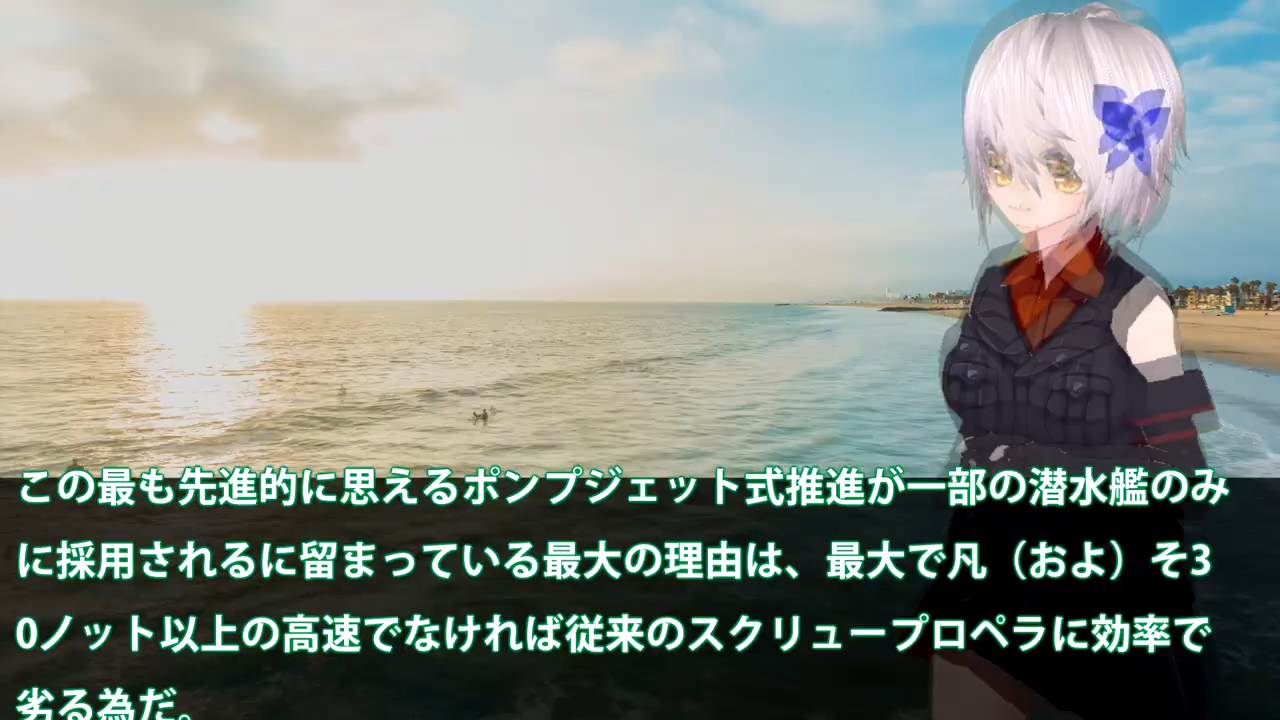 この最も先進的に思えるポンプジェット式推進が一部の潜水艦のみ
に採用されるに留まっている最大の理由は、最大で凡（およ）そ3
0ノット以上の高速でなければ従来のスクリュープロペラに効率で
劣る為だ。